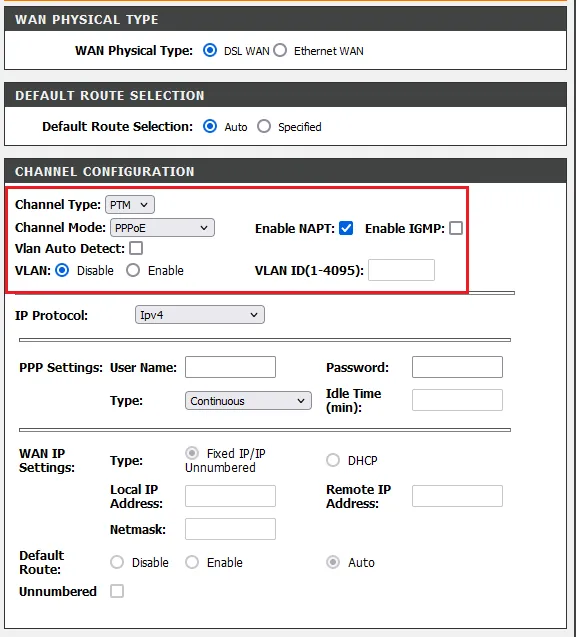 WAN PHYSICAL TYPE
WAN Physical Type: DSL WAN Ethernet WAN
DEFAULT ROUTE SELECTION
Default Route Selection: Auto Specified
CHANNEL CONFIGURATION
Channel Type: PTM
Channel Mode: PPPoE Enable NAPT: Enable IGMP:
Vlan Auto Detect:
VLAN: Disable Enable VLAN ID(1-4095):
IP Protocol: Ipv4
PPP Settings: User Name: Password:
Type: Continuous Idle Time
(min):
WAN IP
Settings: Type: Fixed IP/IP
Unnumbered DHCP
Local IP
Address: Remote IP
Address:
Netmask:
Default
Route: Disable Enable Auto
Unnumbered